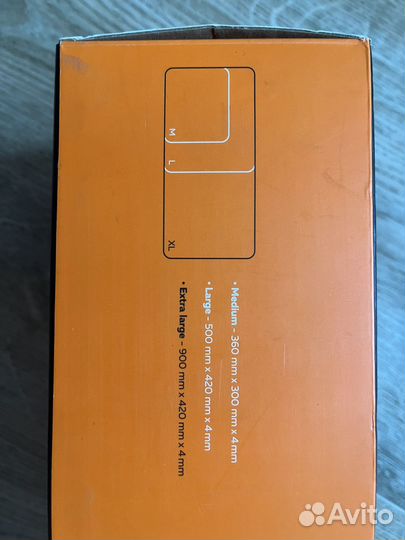 M
L
XL
• Medium - 360 mm x 300 mm x 4 mm
• Large - 500 mm x 420 mm x 4 mm
• Extra large - 900 mm x 420 mm x 4 mm
Avito